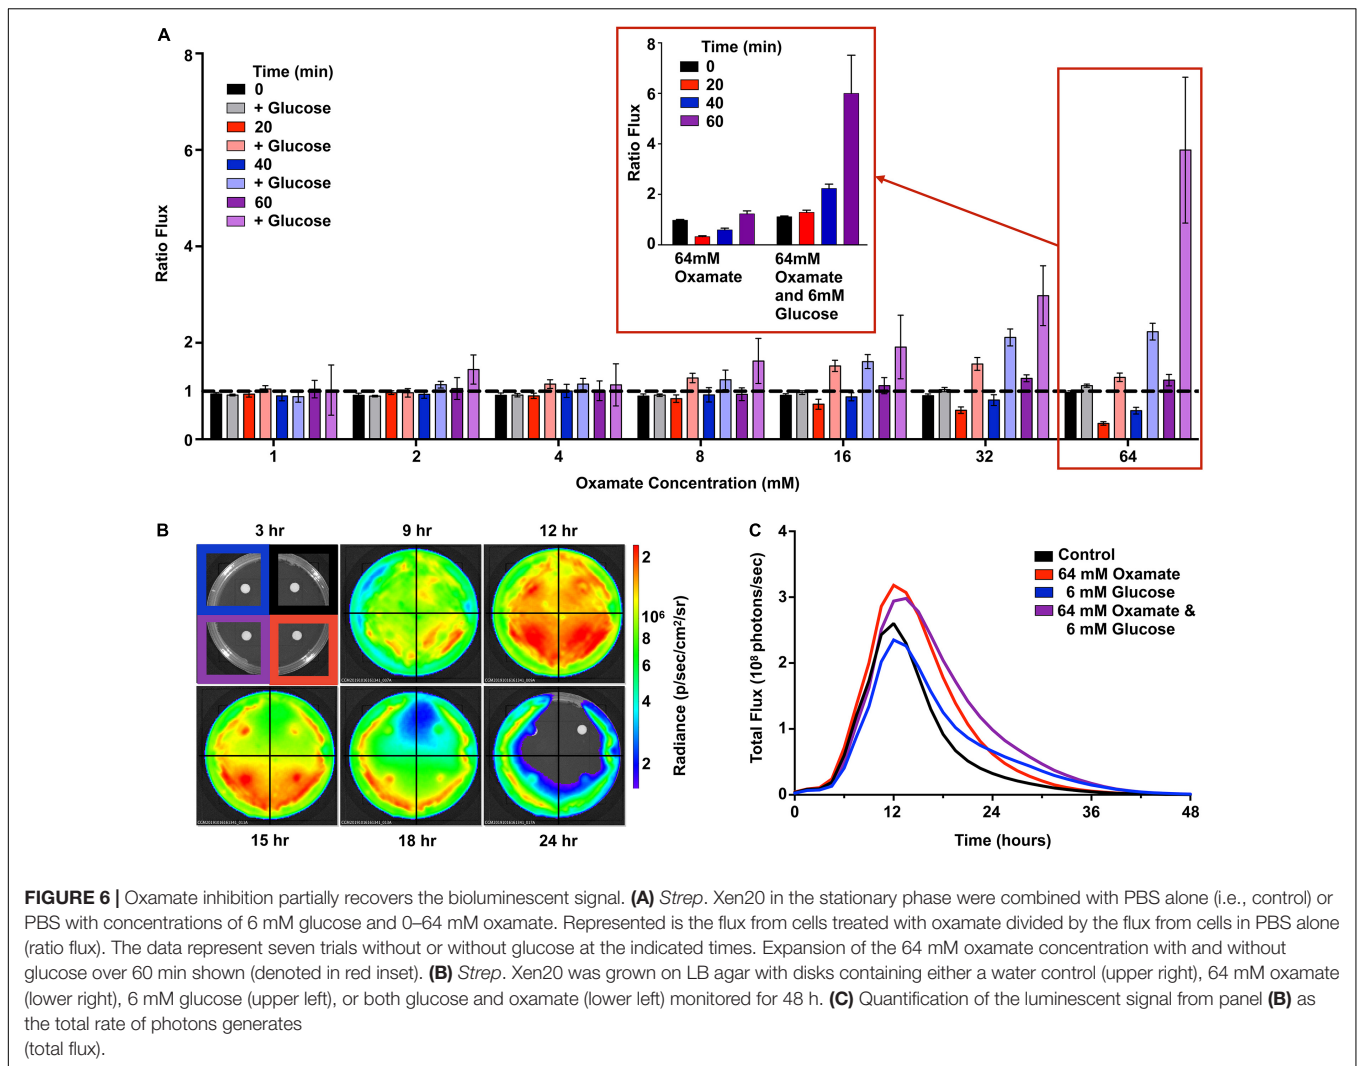 A
8
6
4
2
1
0
Ratio Flux
Time (min)
0
+ Glucose
20
+ Glucose
40
+ Glucose
60
+ Glucose
1
2
4
8
16
32
64
Oxamate Concentration (mM)
8
6
4
2
0
Ratio Flux
Time (min)
0
20
40
60
64mM
Oxamate
64mM
Oxamate
and 6mM
Glucose
B
3 hr
9 hr
12 hr
15 hr
18 hr
24 hr
2
10⁶
8
6
4
2
Radiance (p/sec/cm²/sr)
C
4
3
2
1
0
Total Flux (10⁸ photons/sec)
Control
64 mM Oxamate
6 mM Glucose
64 mM Oxamate &
6 mM Glucose
0
12
24
36
48
Time (hours)
FIGURE 6 | Oxamate inhibition partially recovers the bioluminescent signal. (A) Strep. Xen20 in the stationary phase were combined with PBS alone (i.e., control) or
PBS with concentrations of 6 mM glucose and 0–64 mM oxamate. Represented is the flux from cells treated with oxamate divided by the flux from cells in PBS alone
(ratio flux). The data represent seven trials without or without glucose at the indicated times. Expansion of the 64 mM oxamate concentration with and without
glucose over 60 min shown (denoted in red inset). (B) Strep. Xen20 was grown on LB agar with disks containing either a water control (upper right), 64 mM oxamate
(lower right), 6 mM glucose (upper left), or both glucose and oxamate (lower left) monitored for 48 h. (C) Quantification of the luminescent signal from panel (B) as
the total rate of photons generates
(total flux).